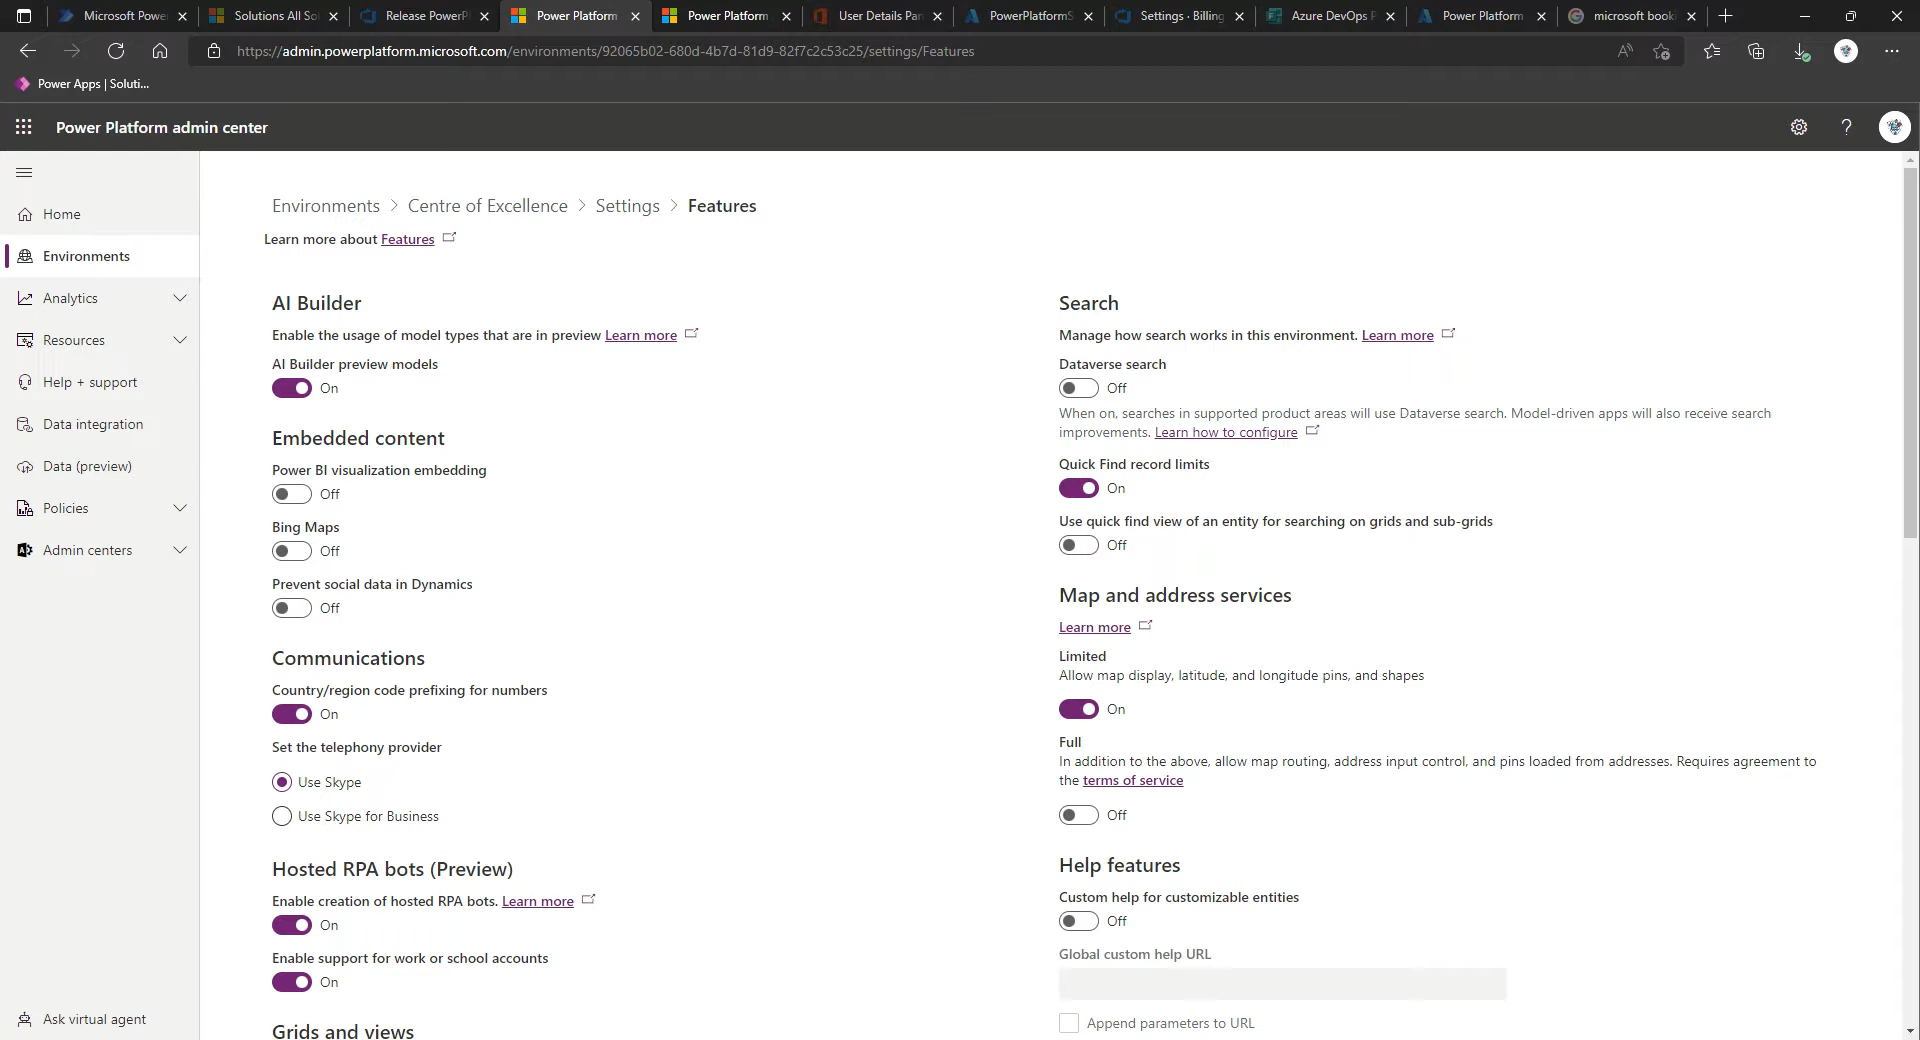 Microsoft Power
Solutions All So
Release PowerPl
Power Platform
Power Platform
User Details Pan
PowerPlatformS
Settings · Billing
Azure DevOps P
Power Platform
microsoft booki
https://admin.powerplatform.microsoft.com/environments/92065b02-680d-4b7d-81d9-82f7c2c53c25/settings/Features
Power Apps | Soluti...
Power Platform admin center
Home
Environments
Analytics
Resources
Help + support
Data integration
Data (preview)
Policies
Admin centers
Ask virtual agent
Environments > Centre of Excellence > Settings > Features
Learn more about Features
AI Builder
Enable the usage of model types that are in preview Learn more
AI Builder preview models
On
Embedded content
Power BI visualization embedding
Off
Bing Maps
Off
Prevent social data in Dynamics
Off
Communications
Country/region code prefixing for numbers
On
Set the telephony provider
Use Skype
Use Skype for Business
Hosted RPA bots (Preview)
Enable creation of hosted RPA bots. Learn more
On
Enable support for work or school accounts
On
Grids and views
Search
Manage how search works in this environment. Learn more
Dataverse search
Off
When on, searches in supported product areas will use Dataverse search. Model-driven apps will also receive search
improvements. Learn how to configure
Quick Find record limits
On
Use quick find view of an entity for searching on grids and sub-grids
Off
Map and address services
Learn more
Limited
Allow map display, latitude, and longitude pins, and shapes
On
Full
In addition to the above, allow map routing, address input control, and pins loaded from addresses. Requires agreement to
the terms of service
Off
Help features
Custom help for customizable entities
Off
Global custom help URL
Append parameters to URL